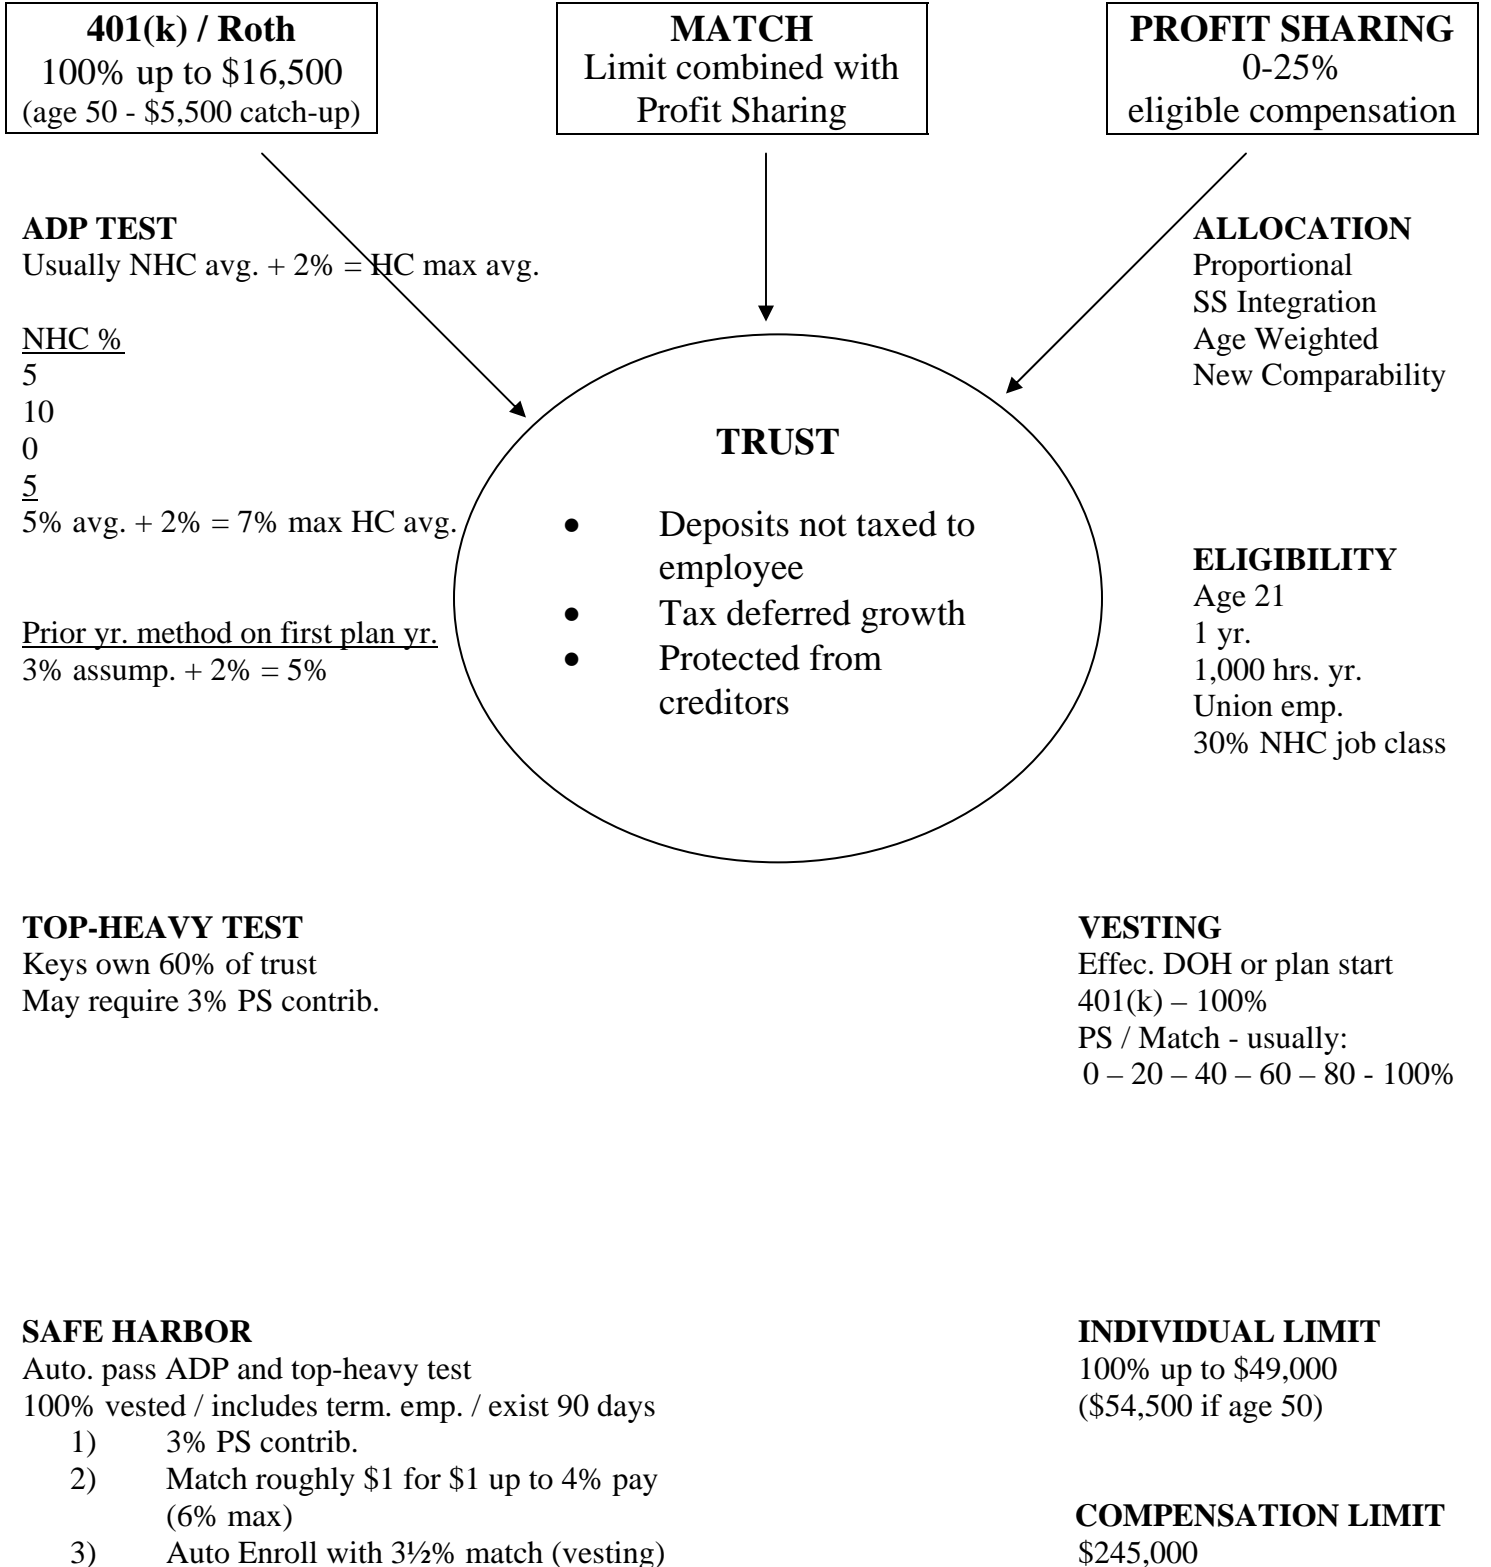 401(k) / Roth
100% up to $16,500
(age 50 - $5,500 catch-up)
MATCH
Limit combined with
Profit Sharing
PROFIT SHARING
0-25%
eligible compensation
ADP TEST
Usually NHC avg. + 2% = HC max avg.
NHC %
5
10
0
5
5% avg. + 2% = 7% max HC avg.
Prior yr. method on first plan yr.
3% assump. + 2% = 5%
TRUST
• Deposits not taxed to
employee
• Tax deferred growth
• Protected from
creditors
ALLOCATION
Proportional
SS Integration
Age Weighted
New Comparability
ELIGIBILITY
Age 21
1 yr.
1,000 hrs. yr.
Union emp.
30% NHC job class
TOP-HEAVY TEST
Keys own 60% of trust
May require 3% PS contrib.
VESTING
Effec. DOH or plan start
401(k) – 100%
PS / Match - usually:
0 – 20 – 40 – 60 – 80 - 100%
SAFE HARBOR
Auto. pass ADP and top-heavy test
100% vested / includes term. emp. / exist 90 days
1) 3% PS contrib.
2) Match roughly $1 for $1 up to 4% pay
(6% max)
3) Auto Enroll with 3½% match (vesting)
INDIVIDUAL LIMIT
100% up to $49,000
($54,500 if age 50)
COMPENSATION LIMIT
$245,000